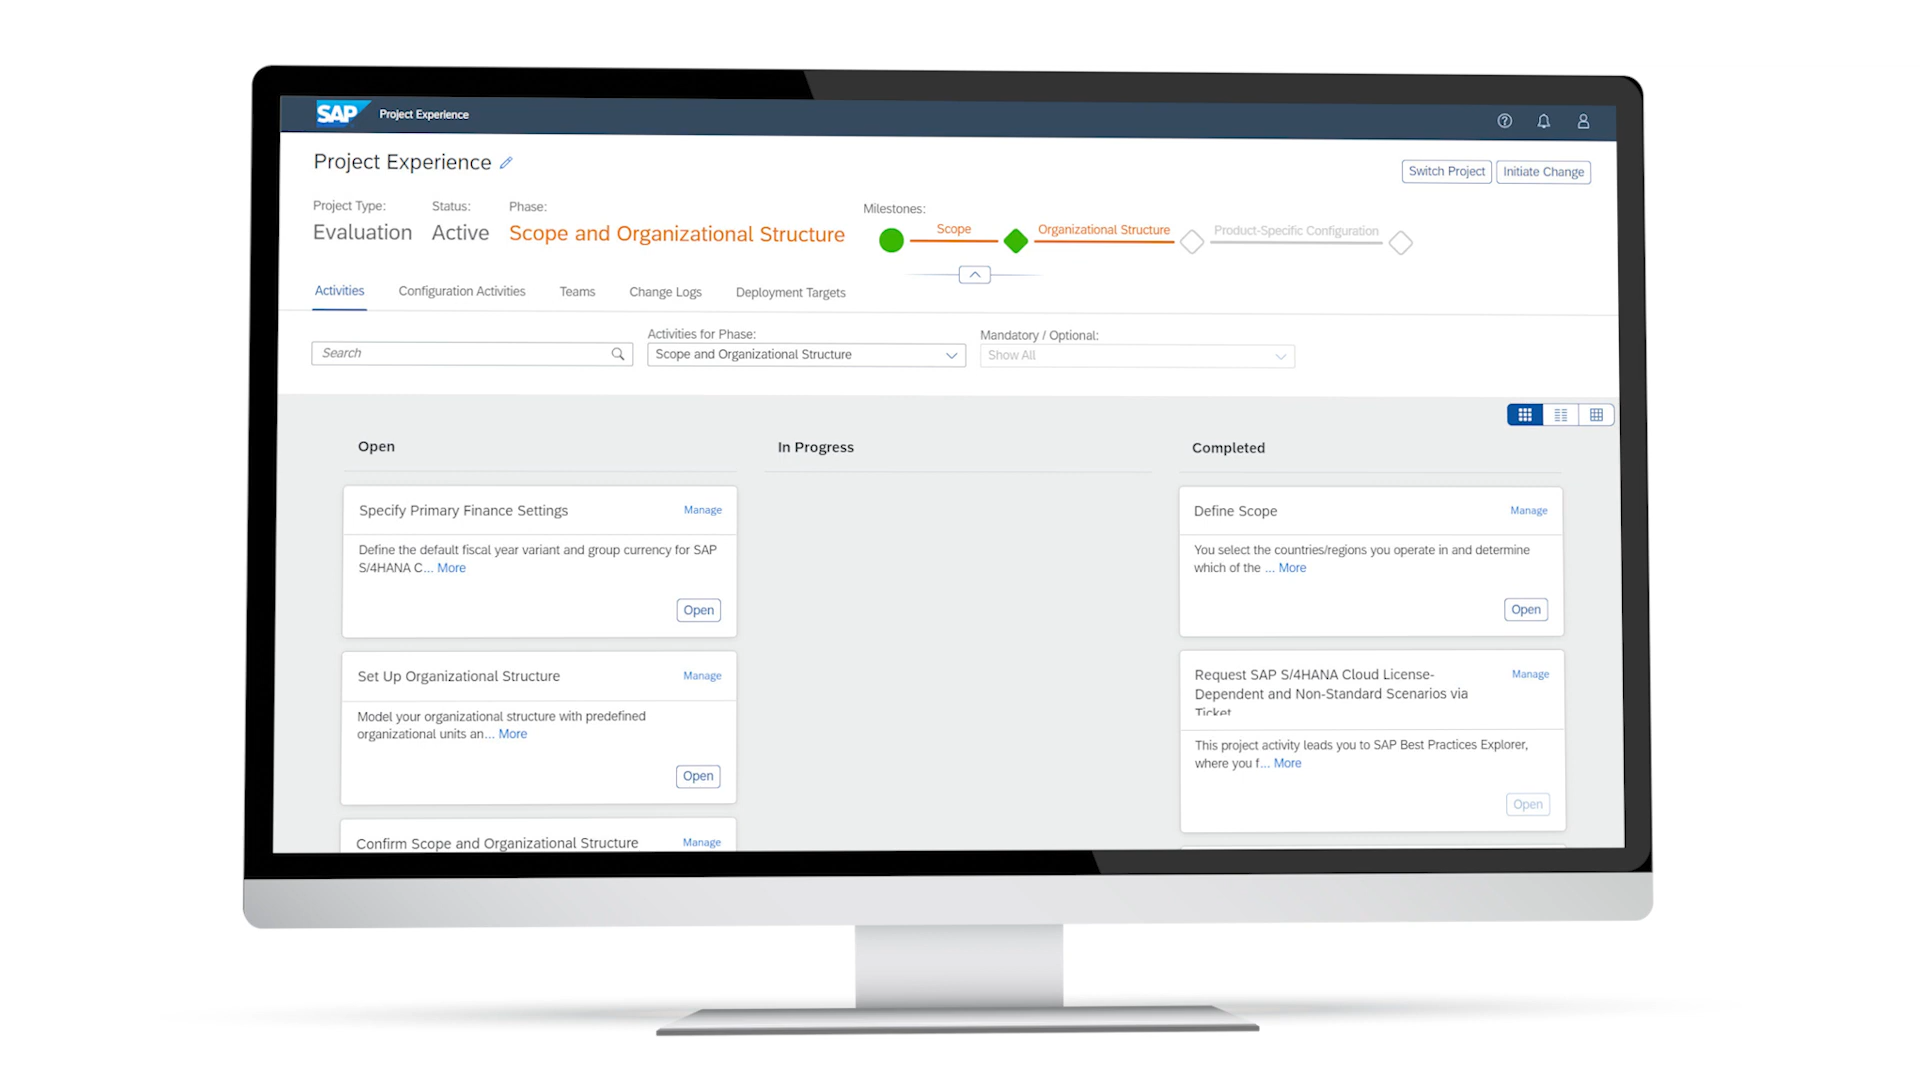 SAP Project Experience
Project Experience
Switch Project
Initiate Change
Project Type:
Evaluation
Status:
Active
Phase:
Scope and Organizational Structure
Milestones:
Scope
Organizational Structure
Product-Specific Configuration
Activities
Configuration Activities
Teams
Change Logs
Deployment Targets
Search
Activities for Phase:
Scope and Organizational Structure
Mandatory / Optional:
Show All
Open
Specify Primary Finance Settings
Manage
Define the default fiscal year variant and group currency for SAP
S/4HANA C... More
Open
Set Up Organizational Structure
Manage
Model your organizational structure with predefined
organizational units an... More
Open
Confirm Scope and Organizational Structure
Manage
In Progress
Completed
Define Scope
Manage
You select the countries/regions you operate in and determine
which of the ... More
Open
Request SAP S/4HANA Cloud License-
Dependent and Non-Standard Scenarios via
Ticket
Manage
This project activity leads you to SAP Best Practices Explorer,
where you f... More
Open